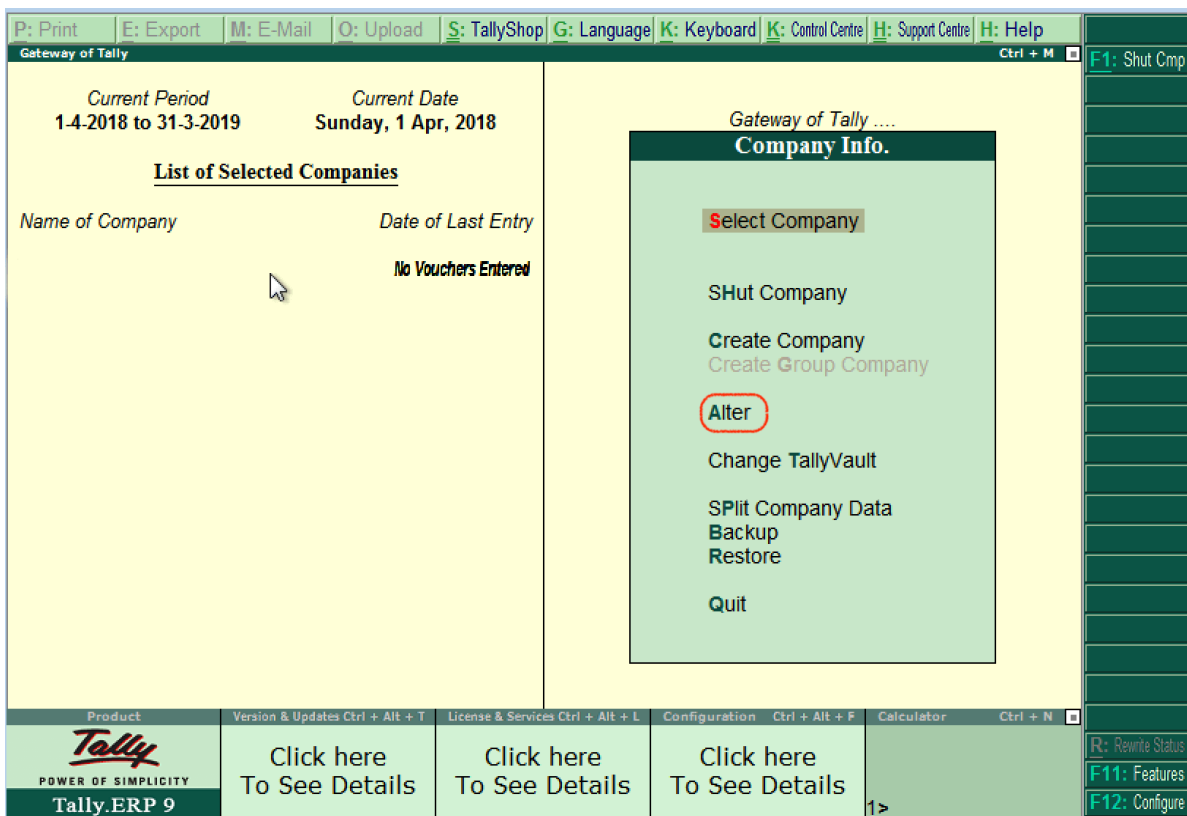 P: Print E: Export M: E-Mail O: Upload S: TallyShop G: Language K: Keyboard K: Control Centre H: Support Centre H: Help
Gateway of Tally Ctrl + M
F1: Shut Cmp
Current Period Current Date
1-4-2018 to 31-3-2019 Sunday, 1 Apr, 2018
List of Selected Companies
Name of Company Date of Last Entry
No Vouchers Entered
Gateway of Tally ....
Company Info.
Select Company
SHut Company
Create Company
Create Group Company
Alter
Change TallyVault
SPlit Company Data
Backup
Restore
Quit
Product Version & Updates Ctrl + Alt + T License & Services Ctrl + Alt + L Configuration Ctrl + Alt + F Calculator Ctrl + N
Tally
POWER OF SIMPLICITY
Tally.ERP 9
Click here
To See Details
Click here
To See Details
Click here
To See Details
1>
R: Rewrite Status
F11: Features
F12: Configure